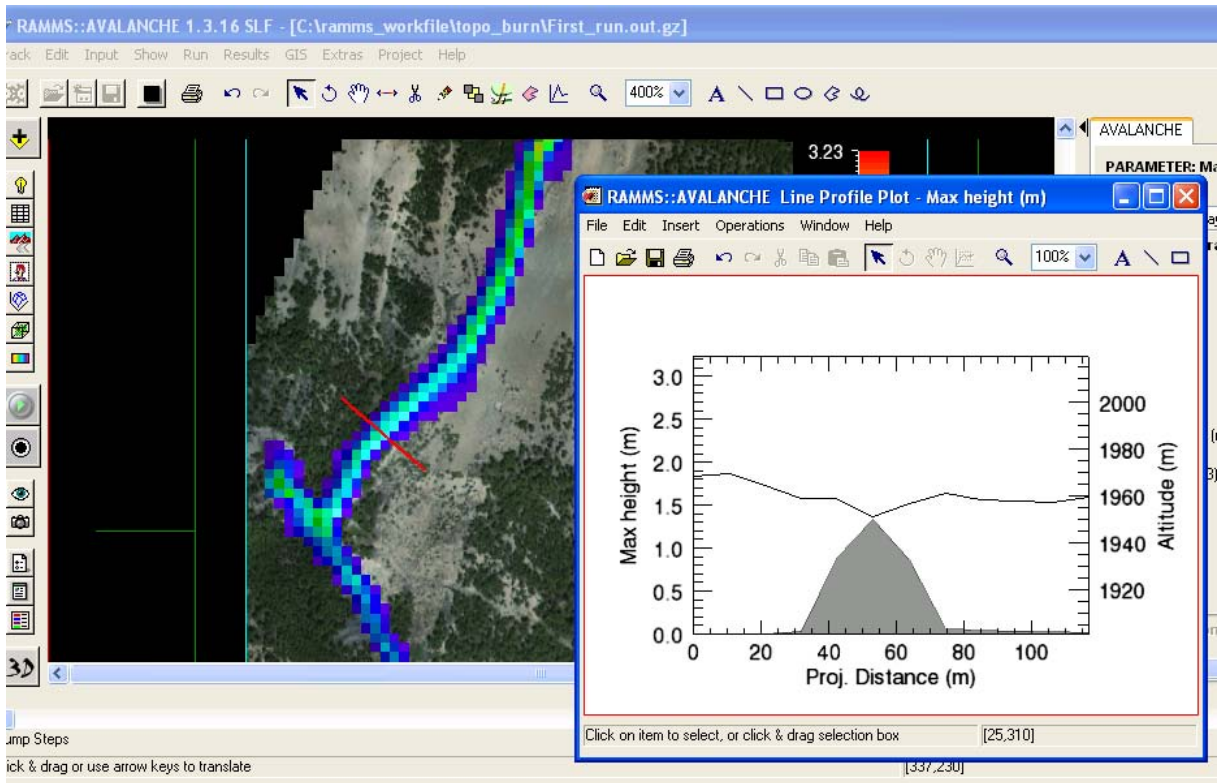 RAMMS::AVALANCHE 1.3.16 SLF - [C:\ramms_workfile\topo_burn\First_run.out.gz]
rack Edit Input Show Run Results GIS Extras Project Help
400% A
AVALANCHE
PARAMETER: Ma
3.23
RAMMS::AVALANCHE Line Profile Plot - Max height (m)
File Edit Insert Operations Window Help
100% A
3.0
2.5
2.0
1.5
1.0
0.5
0.0
Max height (m)
2000
1980
1960
1940
1920
Altitude (m)
0 20 40 60 80 100
Proj. Distance (m)
Click on item to select, or click & drag selection box [25,310]
3D
ump Steps
ick & drag or use arrow keys to translate [337,230]